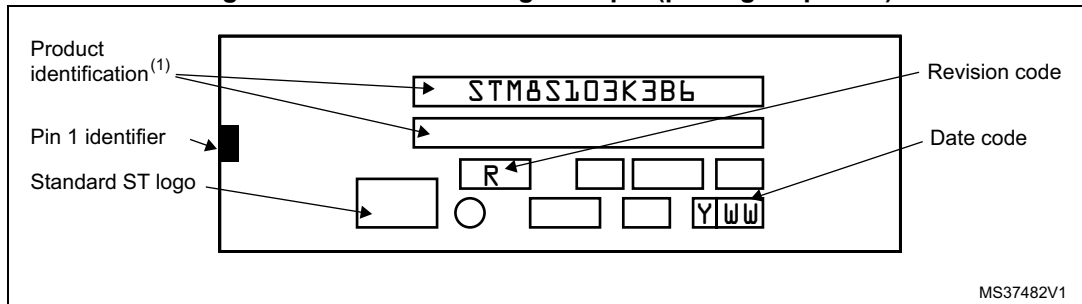 Product
identification(1)
STM8S103K3B6
Revision code
Pin 1 identifier
Date code
R
Standard ST logo
Y WW
MS37482V1